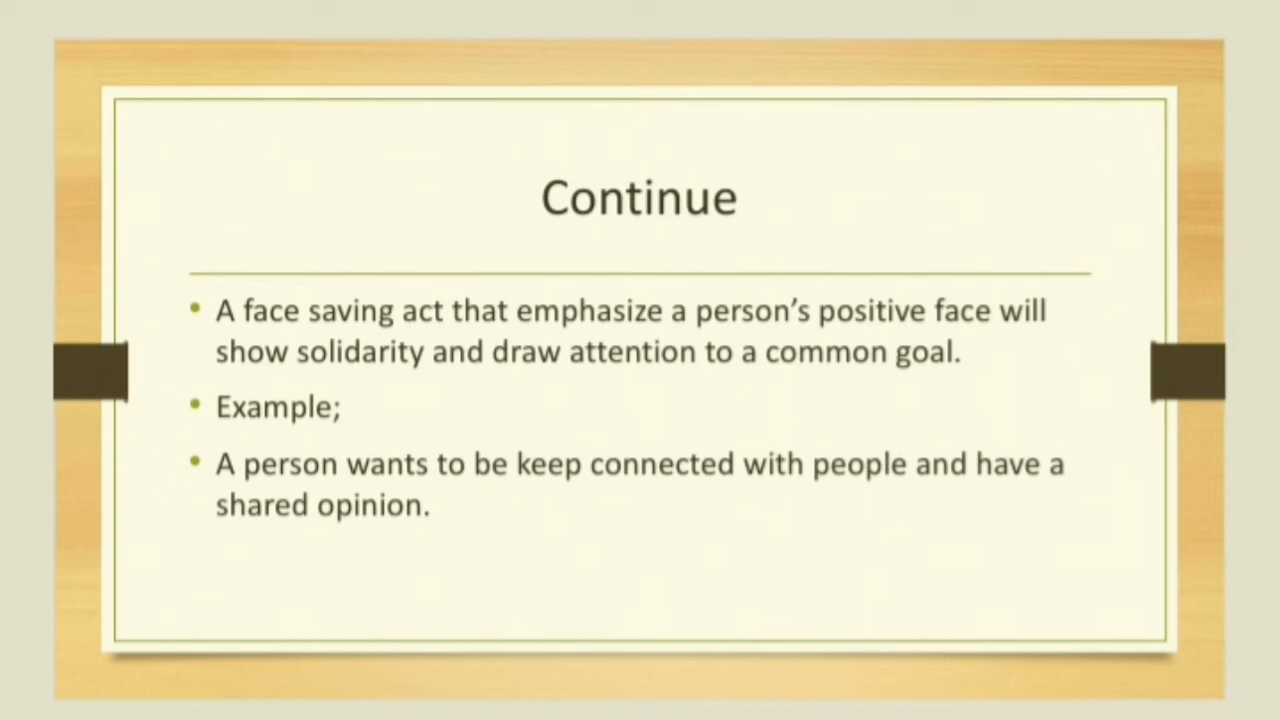 Continue
• A face saving act that emphasize a person's positive face will
show solidarity and draw attention to a common goal.
• Example;
• A person wants to be keep connected with people and have a
shared opinion.